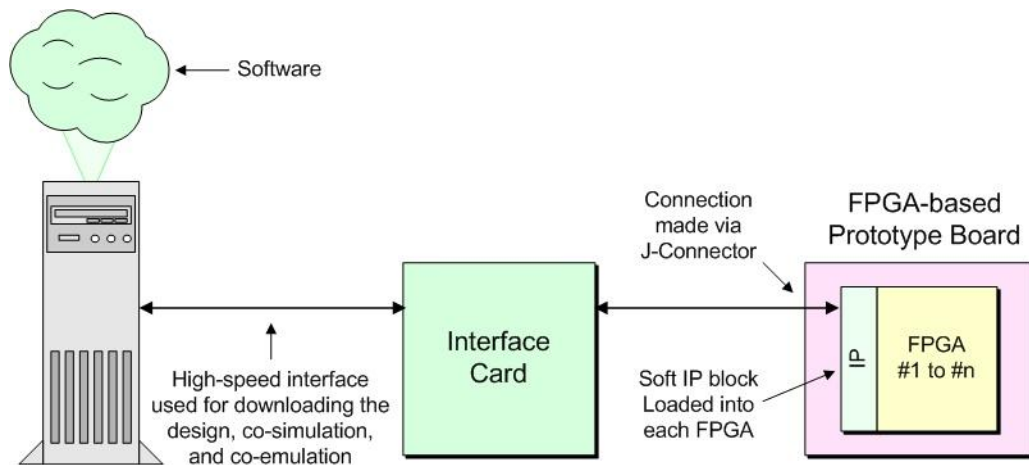 Software
High-speed interface
used for downloading the
design, co-simulation,
and co-emulation
Interface
Card
Connection
made via
J-Connector
FPGA-based
Prototype Board
Soft IP block
Loaded into
each FPGA
IP
FPGA
#1 to #n